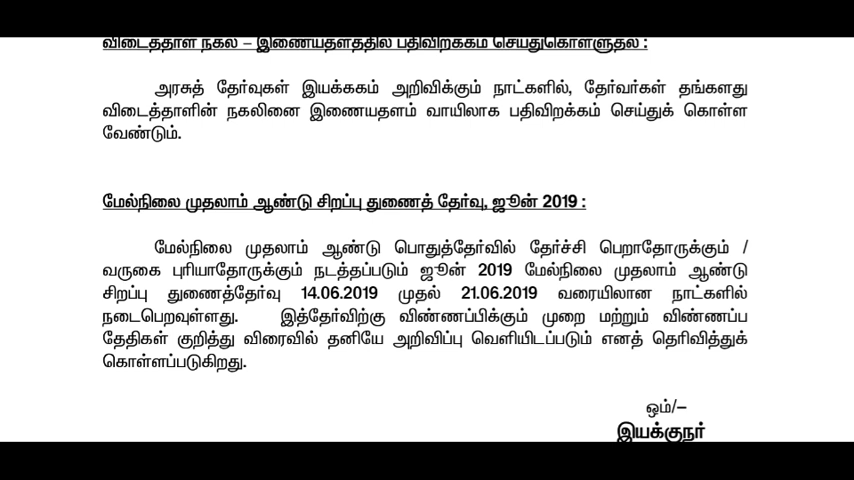 விடைத்தாள் நகல் – இணையதளத்தில் பதிவிறக்கம் செய்துகொள்ளுதல் :
அரசுத் தேர்வுகள் இயக்ககம் அறிவிக்கும் நாட்களில், தேர்வர்கள் தங்களது
விடைத்தாளின் நகலினை இணையதளம் வாயிலாக பதிவிறக்கம் செய்துக் கொள்ள
வேண்டும்.
மேல்நிலை முதலாம் ஆண்டு சிறப்பு துணைத் தேர்வு, ஜூன் 2019 :
மேல்நிலை முதலாம் ஆண்டு பொதுத்தேர்வில் தேர்ச்சி பெறாதோருக்கும் /
வருகை புரியாதோருக்கும் நடத்தப்படும் ஜூன் 2019 மேல்நிலை முதலாம் ஆண்டு
சிறப்பு துணைத்தேர்வு 14.06.2019 முதல் 21.06.2019 வரையிலான நாட்களில்
நடைபெறவுள்ளது. இத்தேர்விற்கு விண்ணப்பிக்கும் முறை மற்றும் விண்ணப்ப
தேதிகள் குறித்து விரைவில் தனியே அறிவிப்பு வெளியிடப்படும் எனத் தெரிவித்துக்
கொள்ளப்படுகிறது.
ஒம்/–
இயக்குநர்